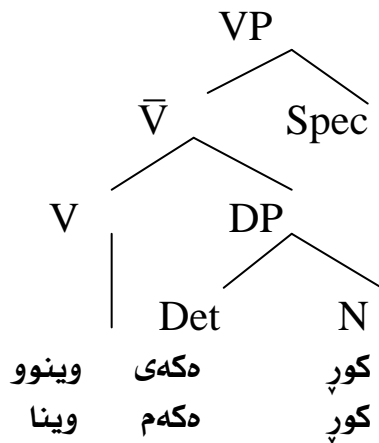 VP
V̄ Spec
V DP
Det N
کوڕ ەکەی وینوو
کوڕ ەکەم وینا